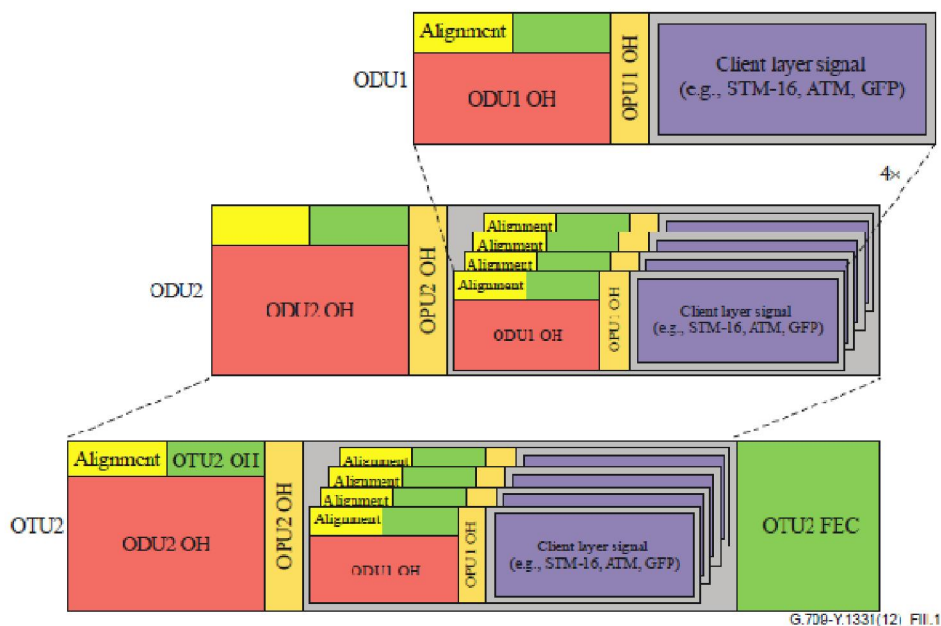 Alignment
ODU1
ODU1 OH
OPU1 OH
Client layer signal
(e.g., STM-16, ATM, GFP)
4×
ODU2
ODU2 OH
OPU2 OH
Alignment
Alignment
Alignment
Alignment
ODU1 OH
OPU1 OH
Client layer signal
(e.g., STM-16, ATM, GFP)
OTU2
Alignment
OTU2 OH
ODU2 OH
OPU2 OH
Alignment
Alignment
Alignment
Alignment
ODU1 OH
OPU1 OH
Client layer signal
(e.g., STM-16, ATM, GFP)
OTU2 FEC
G.709-Y.1331(12)_FIII.1